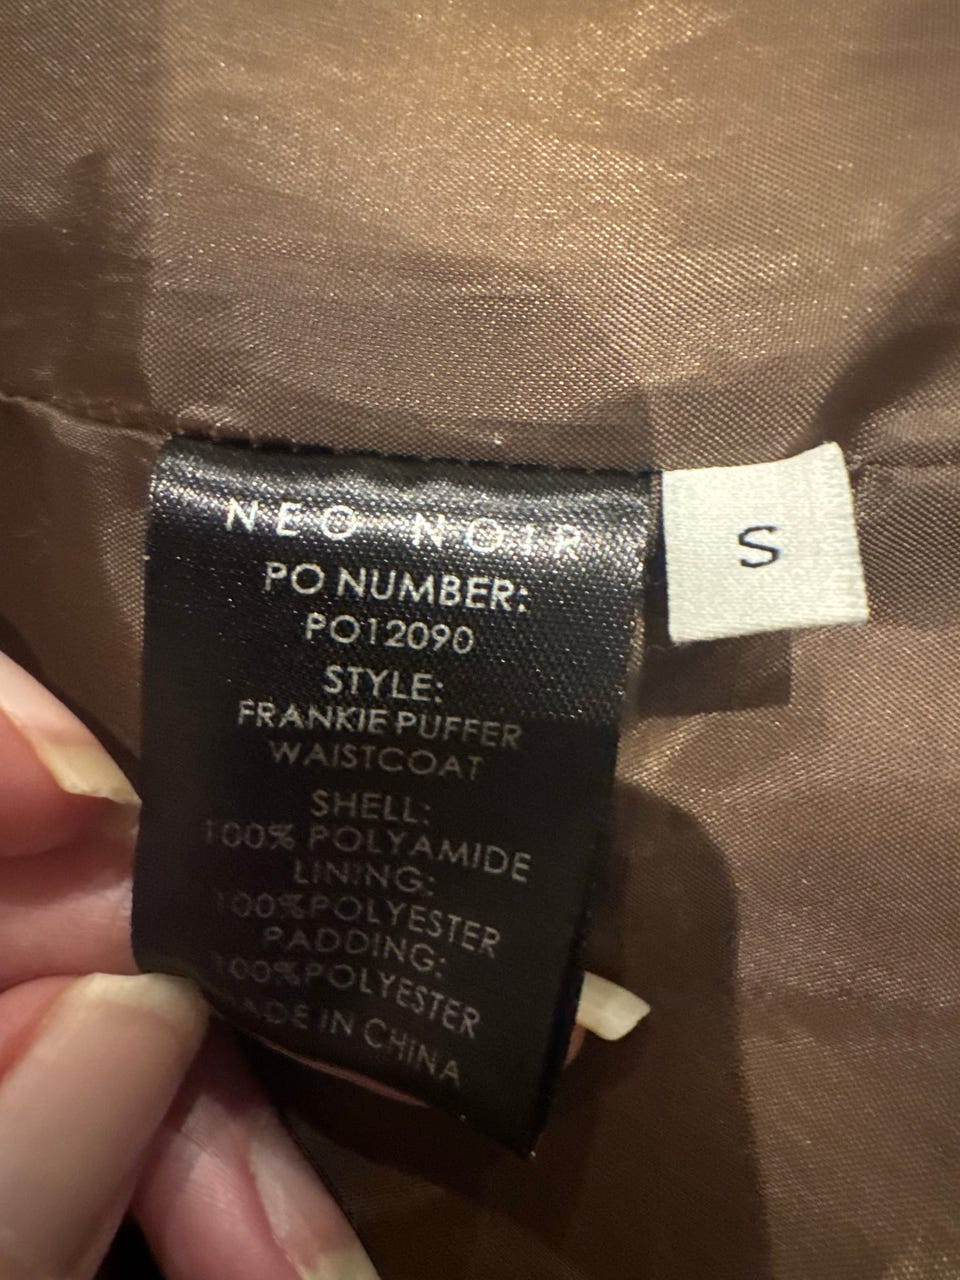 NEO NOIR
PO NUMBER:
PO12090
STYLE:
FRANKIE PUFFER
WAISTCOAT
SHELL:
100% POLYAMIDE
LINING:
100%POLYESTER
PADDING:
100%POLYESTER
MADE IN CHINA
S